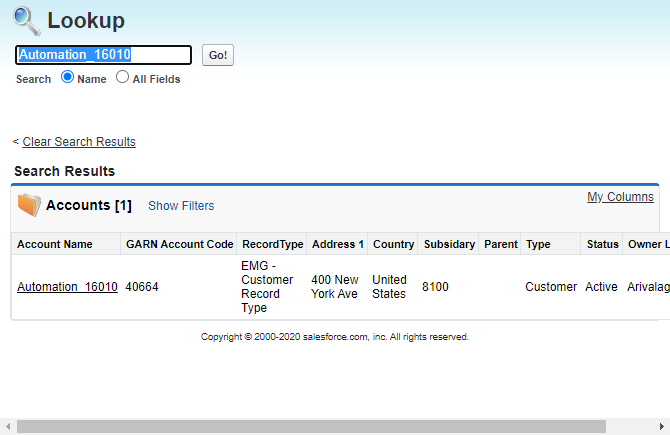 Lookup
Automation_16010 Go!
Search Name All Fields
< Clear Search Results
Search Results
Accounts [1] Show Filters My Columns
Account Name GARN Account Code RecordType Address 1 Country Subsidary Parent Type Status Owner L
Automation_16010 40664 EMG - Customer Record Type 400 New York Ave United States 8100 Customer Active Arivalag
Copyright © 2000-2020 salesforce.com, inc. All rights reserved.